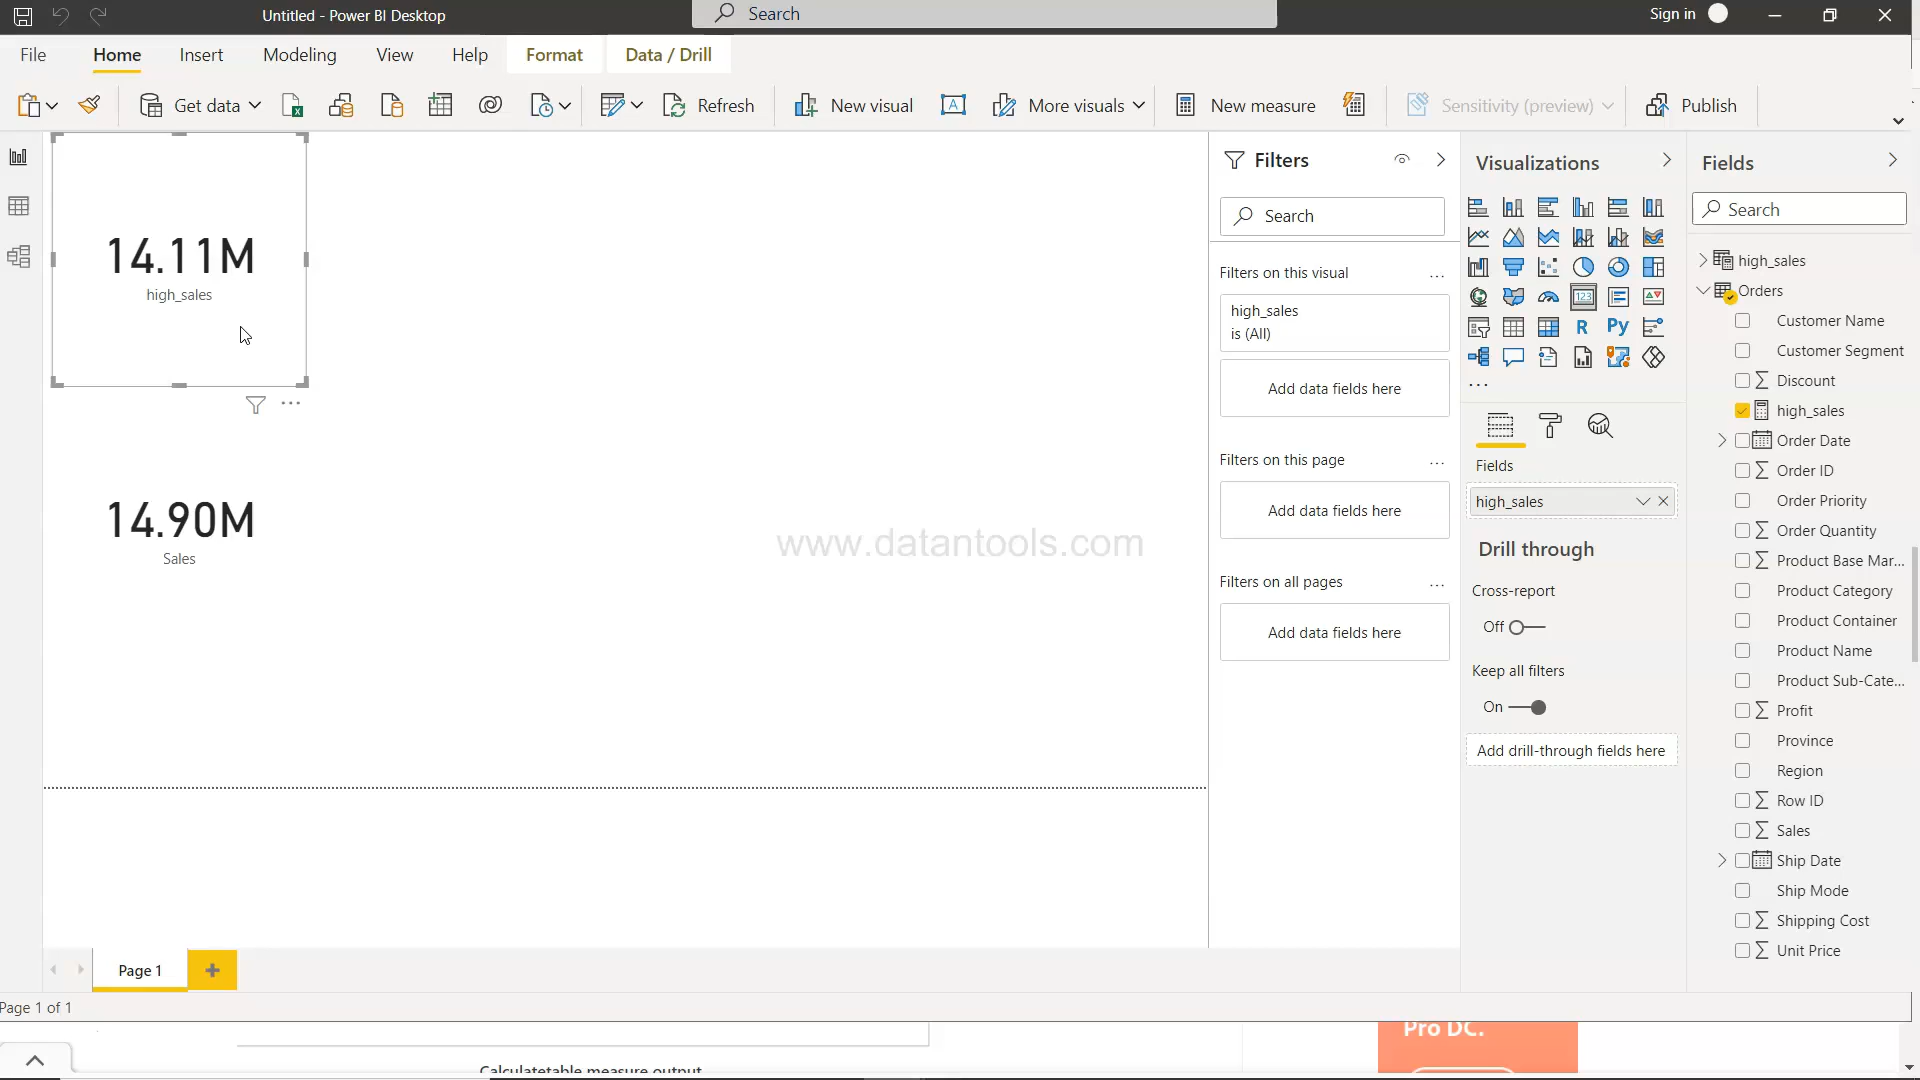 Untitled - Power BI Desktop
Search
Sign in
File
Home
Insert
Modeling
View
Help
Format
Data / Drill
Get data
Refresh
New visual
A
More visuals
New measure
Sensitivity (preview)
Publish
14.11M
high_sales
14.90M
Sales
www.datantools.com
Filters
Search
Filters on this visual
...
high_sales
is (All)
Add data fields here
Filters on this page
...
Add data fields here
Filters on all pages
...
Add data fields here
Visualizations
123
R
Py
...
Fields
high_sales
Drill through
Cross-report
Off
Keep all filters
On
Add drill-through fields here
Fields
Search
high_sales
Orders
Customer Name
Customer Segment
Discount
high_sales
Order Date
Order ID
Order Priority
Order Quantity
Product Base Mar...
Product Category
Product Container
Product Name
Product Sub-Cate...
Profit
Province
Region
Row ID
Sales
Ship Date
Ship Mode
Shipping Cost
Unit Price
Page 1
Page 1 of 1
Pro DC.
Calculatetable measure output